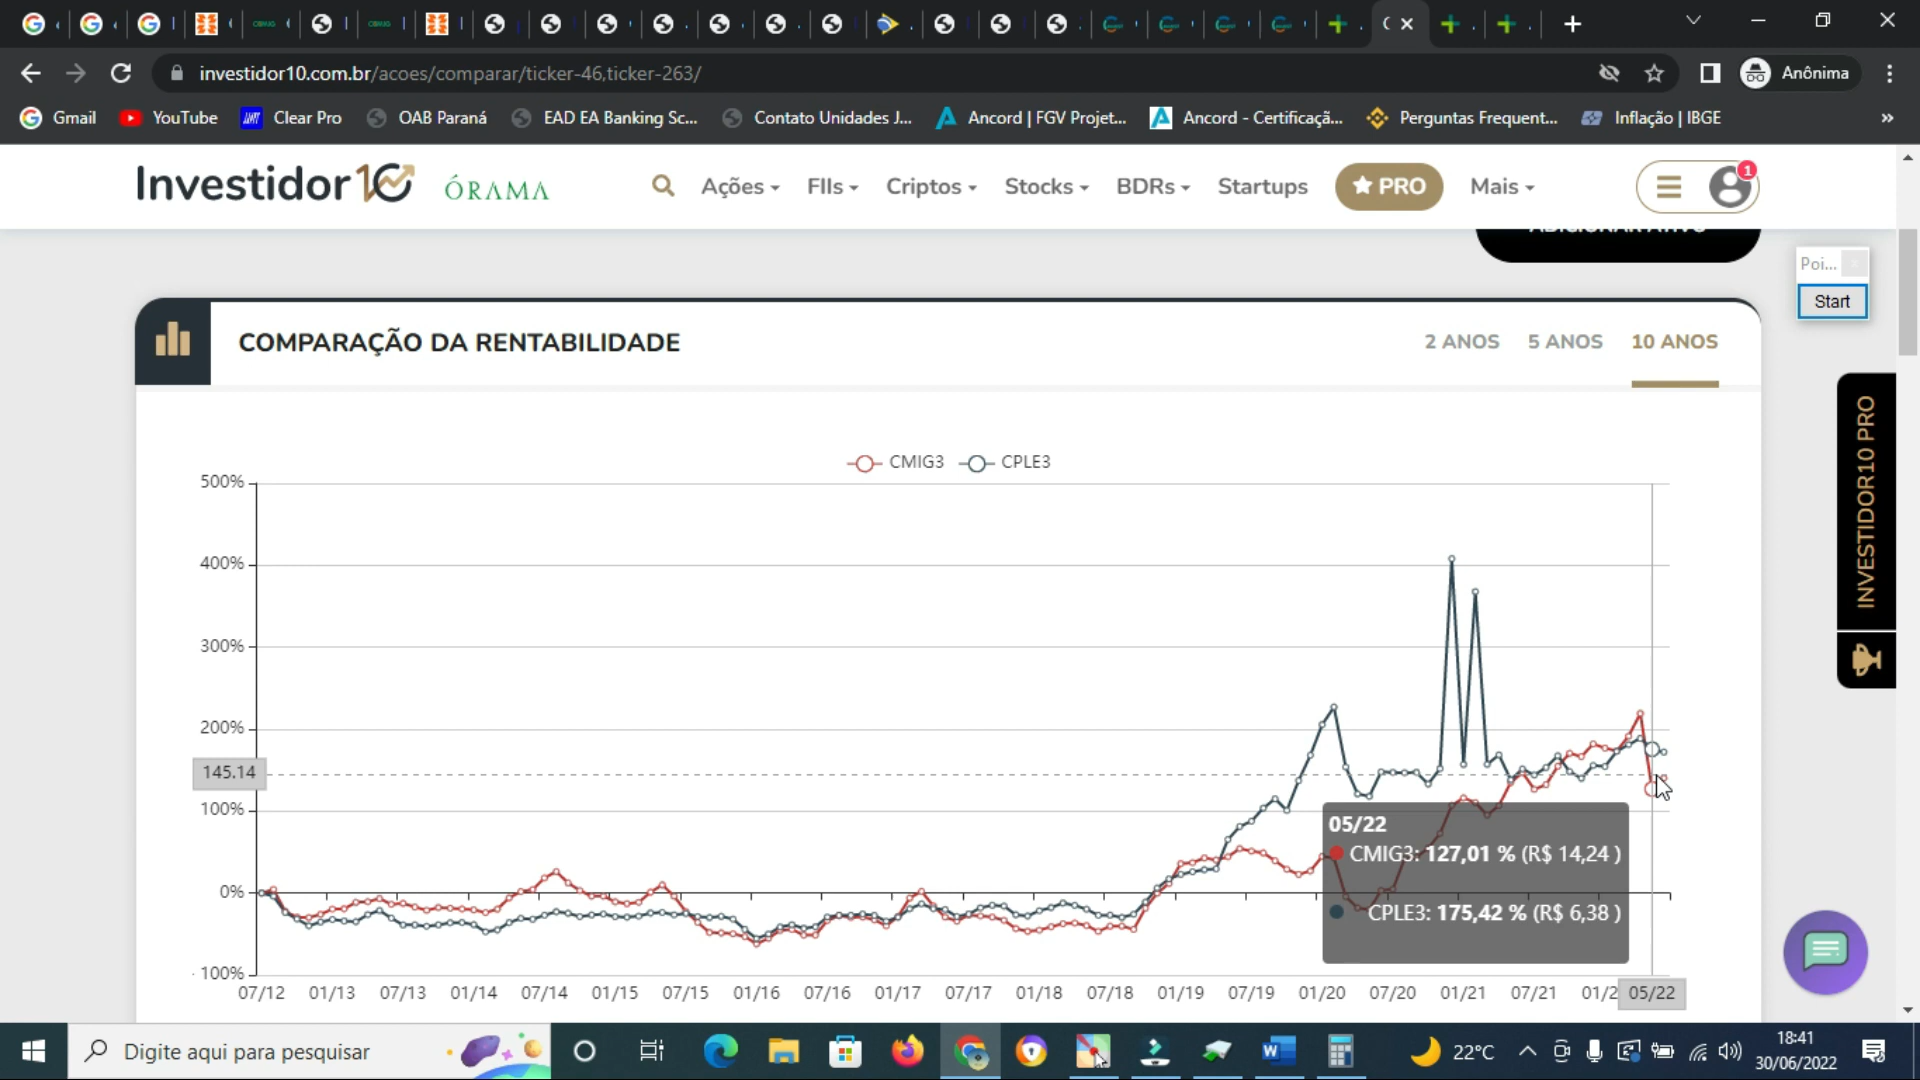 investidor10.com.br/acoes/comparar/ticker-46,ticker-263/
Anônima
Gmail
YouTube
Clear Pro
OAB Paraná
EAD EA Banking Sc...
Contato Unidades J...
Ancord | FGV Projet...
Ancord - Certificaçã...
Perguntas Frequent...
Inflação | IBGE
»
Investidor10
ÓRAMA
Ações
FIIs
Criptos
Stocks
BDRs
Startups
PRO
Mais
1
ADICIONAR ATIVO
Poi...
Start
COMPARAÇÃO DA RENTABILIDADE
2 ANOS
5 ANOS
10 ANOS
INVESTIDOR10 PRO
CMIG3
CPLE3
500%
400%
300%
200%
145.14
100%
0%
-100%
05/22
CMIG3: 127,01 % (R$ 14,24 )
CPLE3: 175,42 % (R$ 6,38 )
07/12
01/13
07/13
01/14
07/14
01/15
07/15
01/16
07/16
01/17
07/17
01/18
07/18
01/19
07/19
01/20
07/20
01/21
07/21
01/2
05/22
Digite aqui para pesquisar
22°C
18:41
30/06/2022